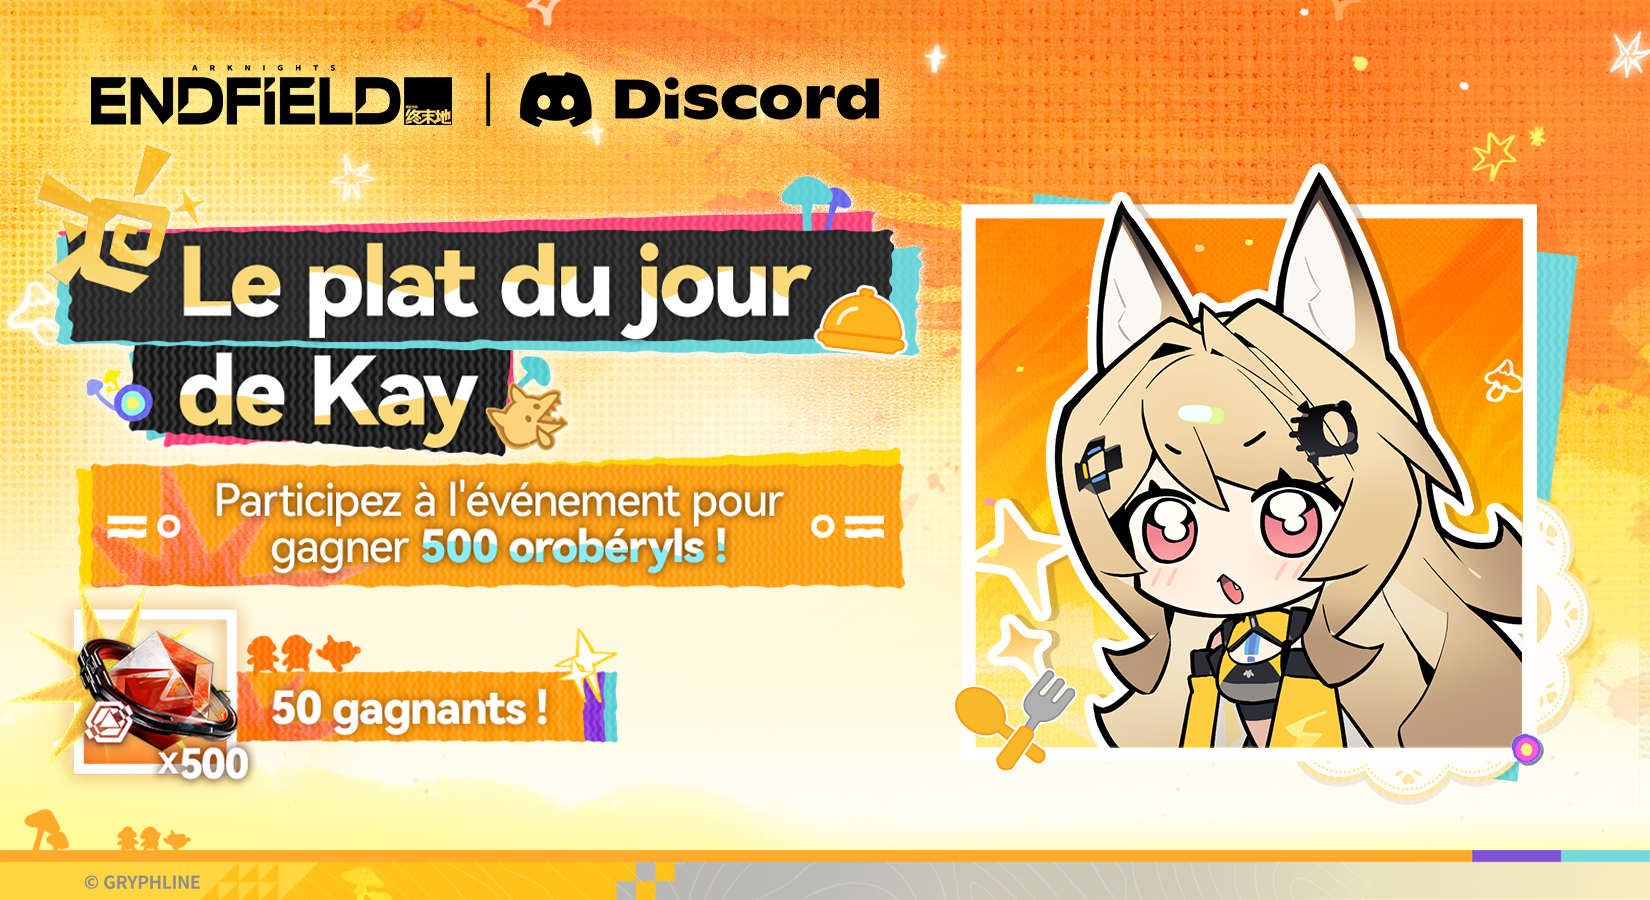 ARKNIGHTS
ENDFIELD
终末地
Discord
Le plat du jour
de Kay
Participez à l'événement pour
gagner 500 orobéryls !
50 gagnants !
x500
© GRYPHLINE